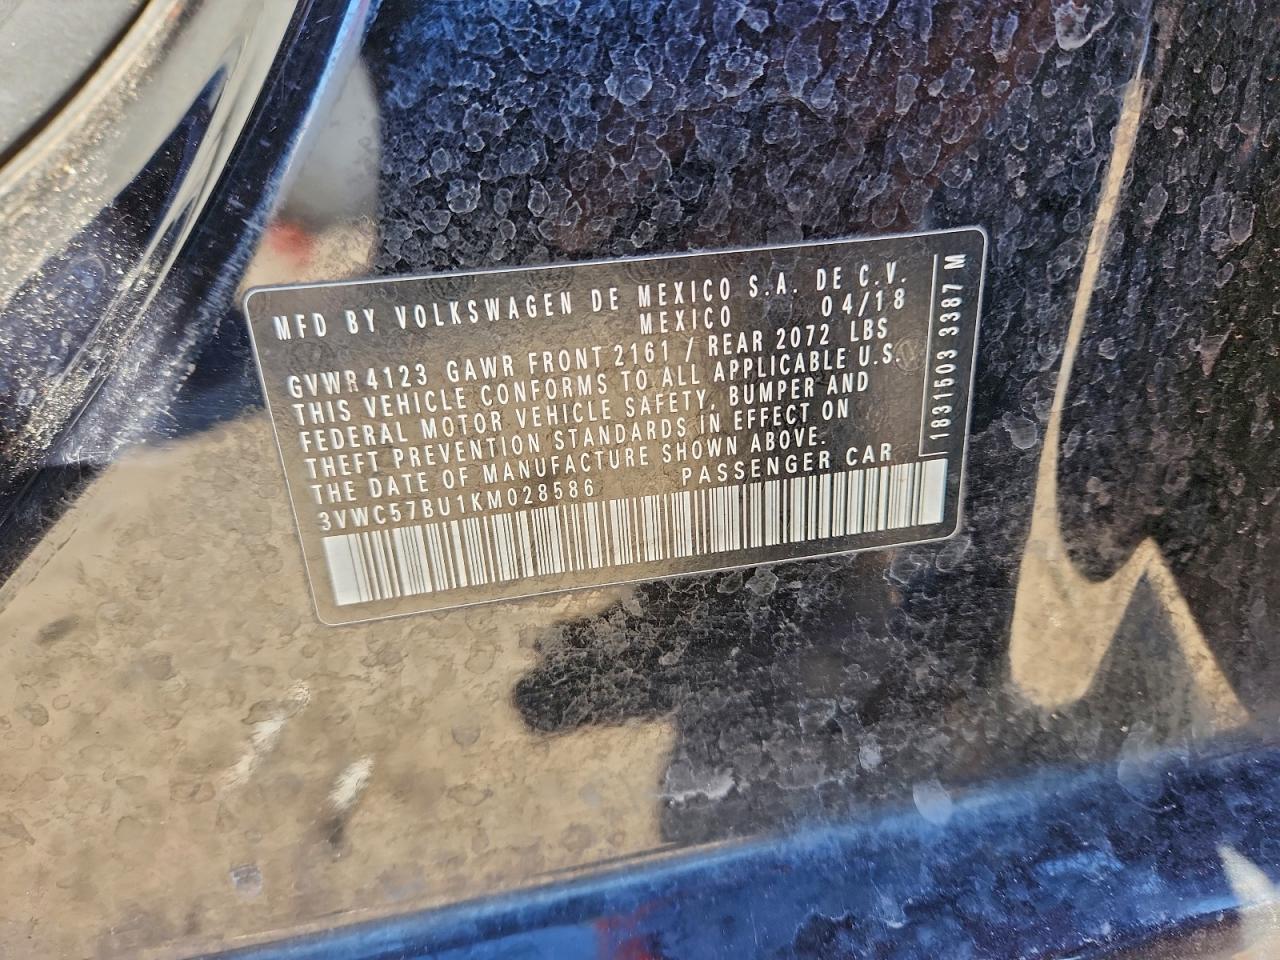 MFD BY VOLKSWAGEN DE MEXICO S.A. DE C.V.
MEXICO 04/18
GVWR 4123 GAWR FRONT 2161 / REAR 2072 LBS
THIS VEHICLE CONFORMS TO ALL APPLICABLE U.S.
FEDERAL MOTOR VEHICLE SAFETY, BUMPER AND
THEFT PREVENTION STANDARDS IN EFFECT ON
THE DATE OF MANUFACTURE SHOWN ABOVE.
3VWC57BU1KM028586 PASSENGER CAR
1831503 3387 M